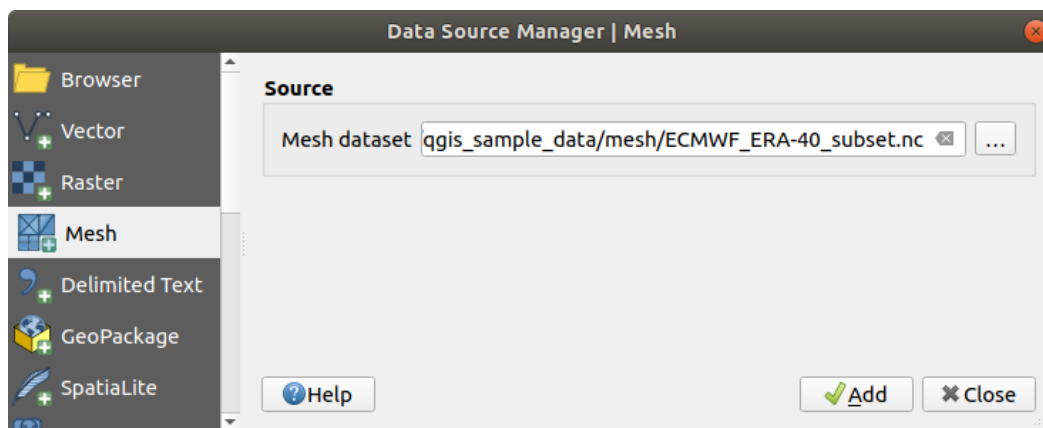 Data Source Manager | Mesh
Browser
Vector
Raster
Mesh
Delimited Text
GeoPackage
SpatiaLite
Source
Mesh dataset
qgis_sample_data/mesh/ECMWF_ERA-40_subset.nc
...
Help
Add
Close